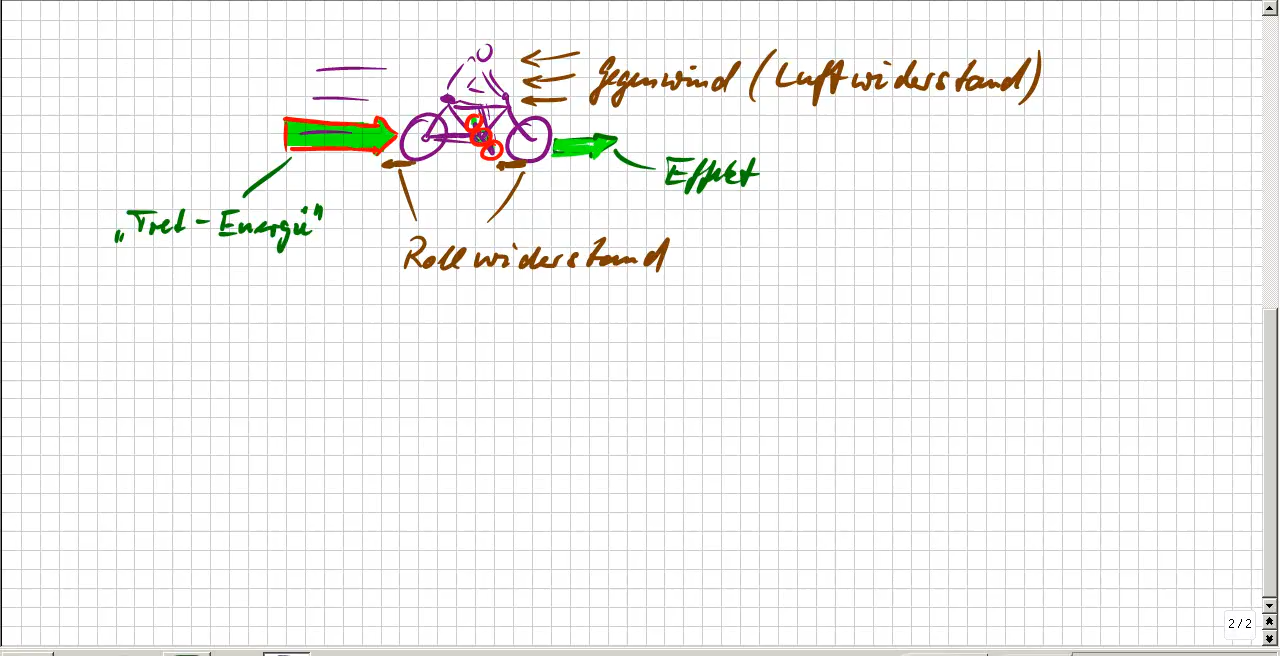 Gegenwind (Luftwiderstand)
Effekt
„Tret-Energie"
Rollwiderstand
2/2